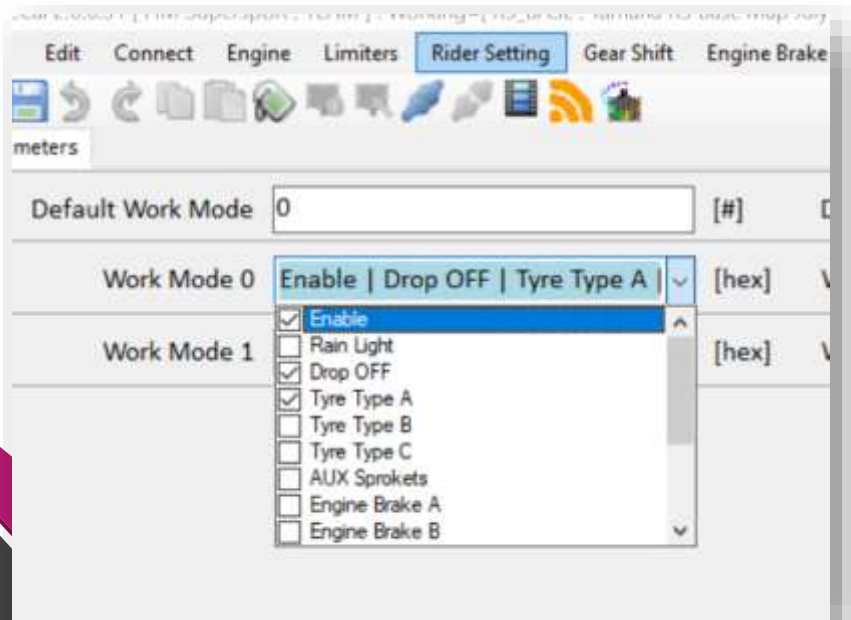 Edit Connect Engine Limiters Rider Setting Gear Shift Engine Brake
meters
Default Work Mode 0 [#]
Work Mode 0 Enable | Drop OFF | Tyre Type A | [hex]
Enable
Rain Light
Work Mode 1 [hex]
Drop OFF
Tyre Type A
Tyre Type B
Tyre Type C
AUX Sprokets
Engine Brake A
Engine Brake B